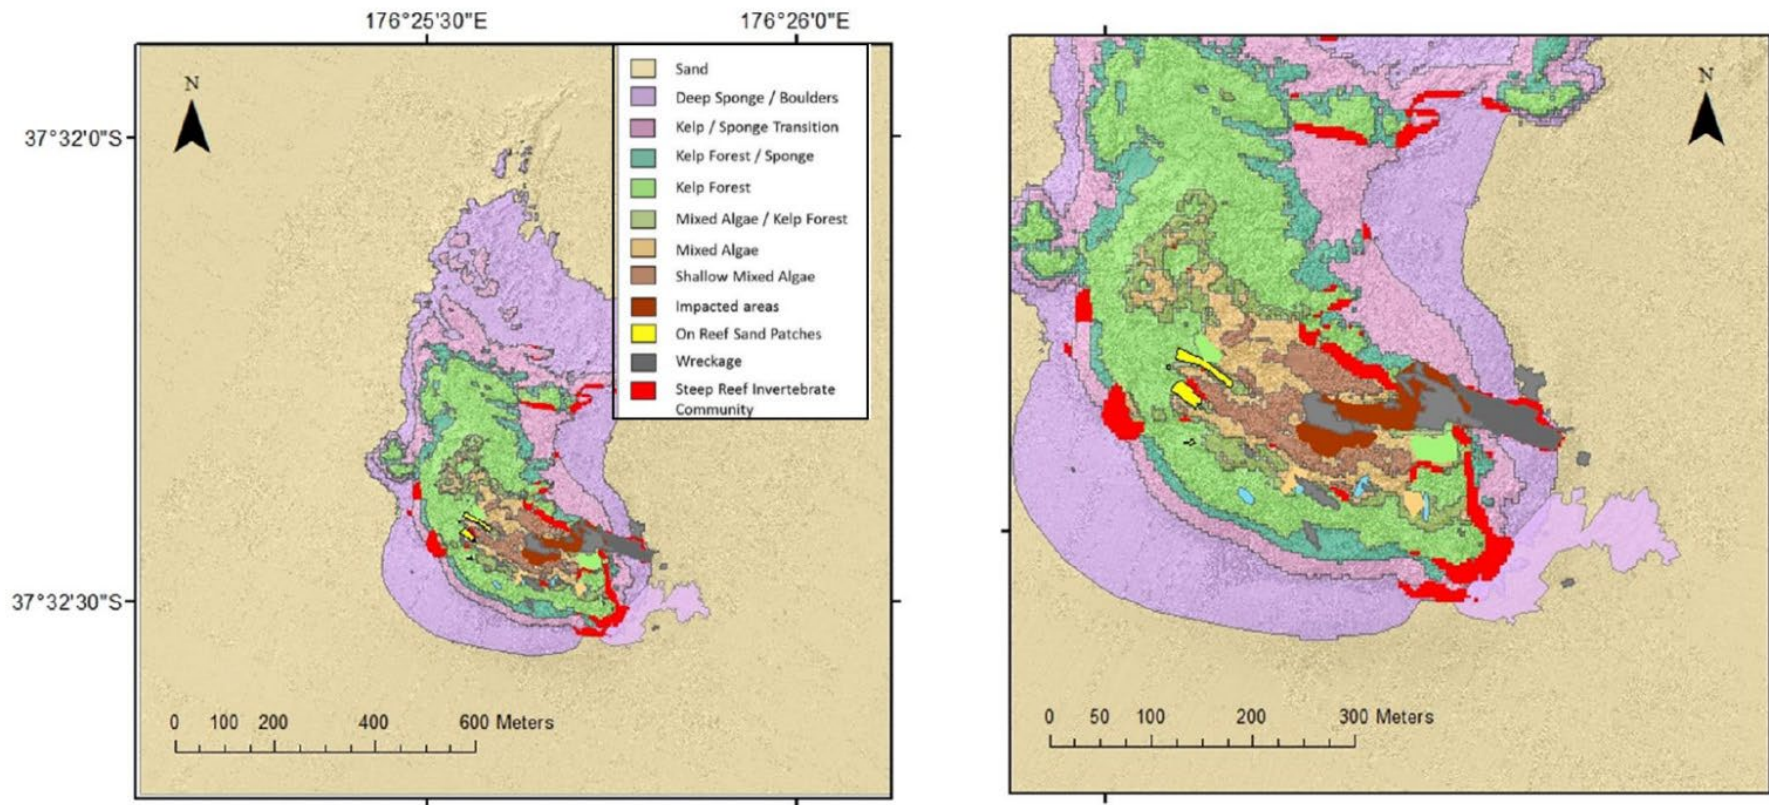 176°25'30"E
176°26'0"E
N
37°32'0"S
37°32'30"S
Sand
Deep Sponge / Boulders
Kelp / Sponge Transition
Kelp Forest / Sponge
Kelp Forest
Mixed Algae / Kelp Forest
Mixed Algae
Shallow Mixed Algae
Impacted areas
On Reef Sand Patches
Wreckage
Steep Reef Invertebrate
Community
0 100 200 400 600 Meters
N
0 50 100 200 300 Meters